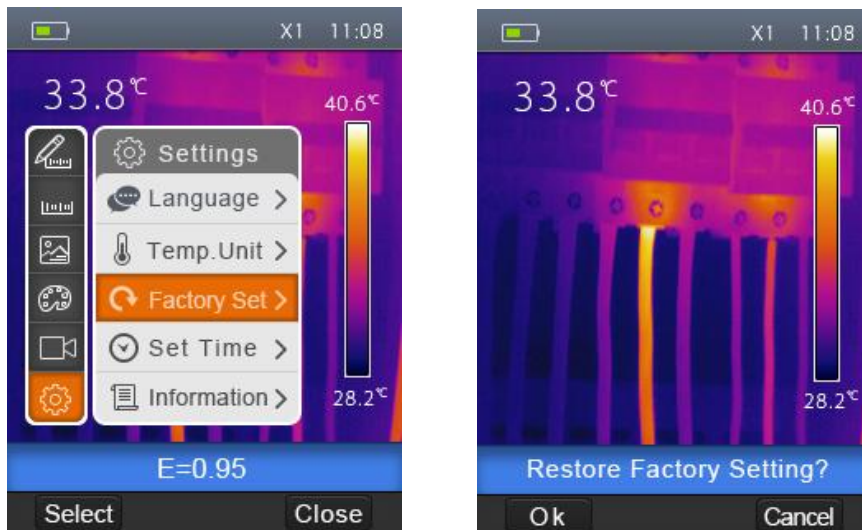 X1 11:08
33.8℃
40.6℃
Settings
Language >
Temp.Unit >
Factory Set >
Set Time >
Information >
28.2℃
E=0.95
Select Close
X1 11:08
33.8℃
40.6℃
28.2℃
Restore Factory Setting?
Ok Cancel